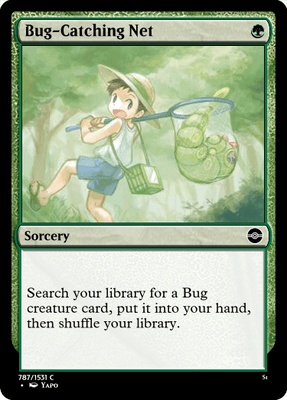 Bug-Catching Net
Sorcery
Search your library for a Bug
creature card, put it into your hand,
then shuffle your library.
787/1531 C
Yapo